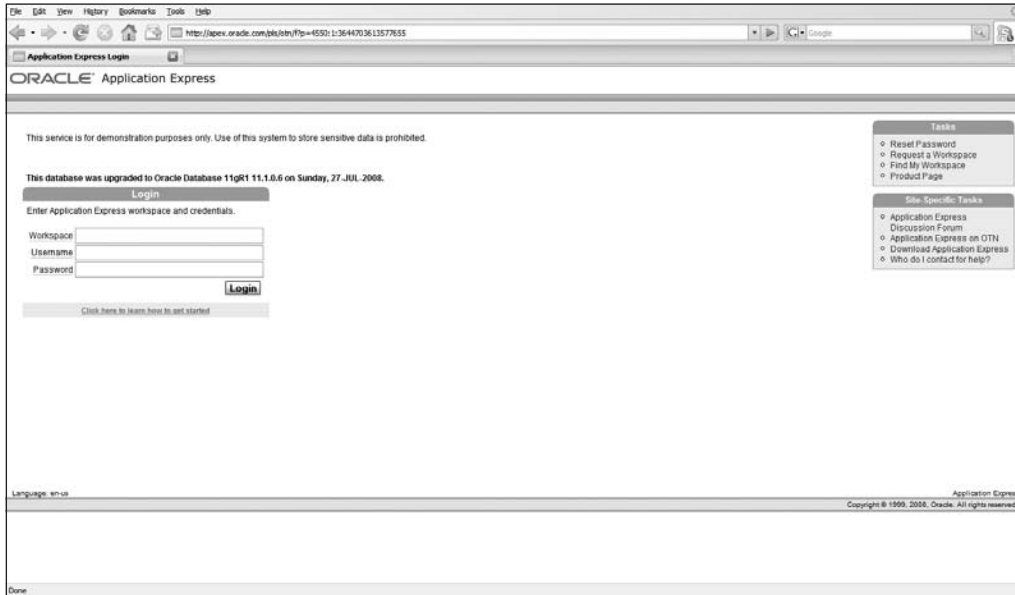 File Edit View History Bookmarks Tools Help
http://apex.oracle.com/pls/otn/f?p=4550:1:3644703613577655
Google
Application Express Login
ORACLE Application Express
This service is for demonstration purposes only. Use of this system to store sensitive data is prohibited.
This database was upgraded to Oracle Database 11gR1 11.1.0.6 on Sunday, 27-JUL-2008.
Login
Enter Application Express workspace and credentials.
Workspace
Username
Password
Login
Click here to learn how to get started
Tasks
Reset Password
Request a Workspace
Find My Workspace
Product Page
Site-Specific Tasks
Application Express
Discussion Forum
Application Express on OTN
Download Application Express
Who do I contact for help?
Language: en-us
Application Expres
Copyright © 1999, 2008, Oracle. All rights reserved
Done